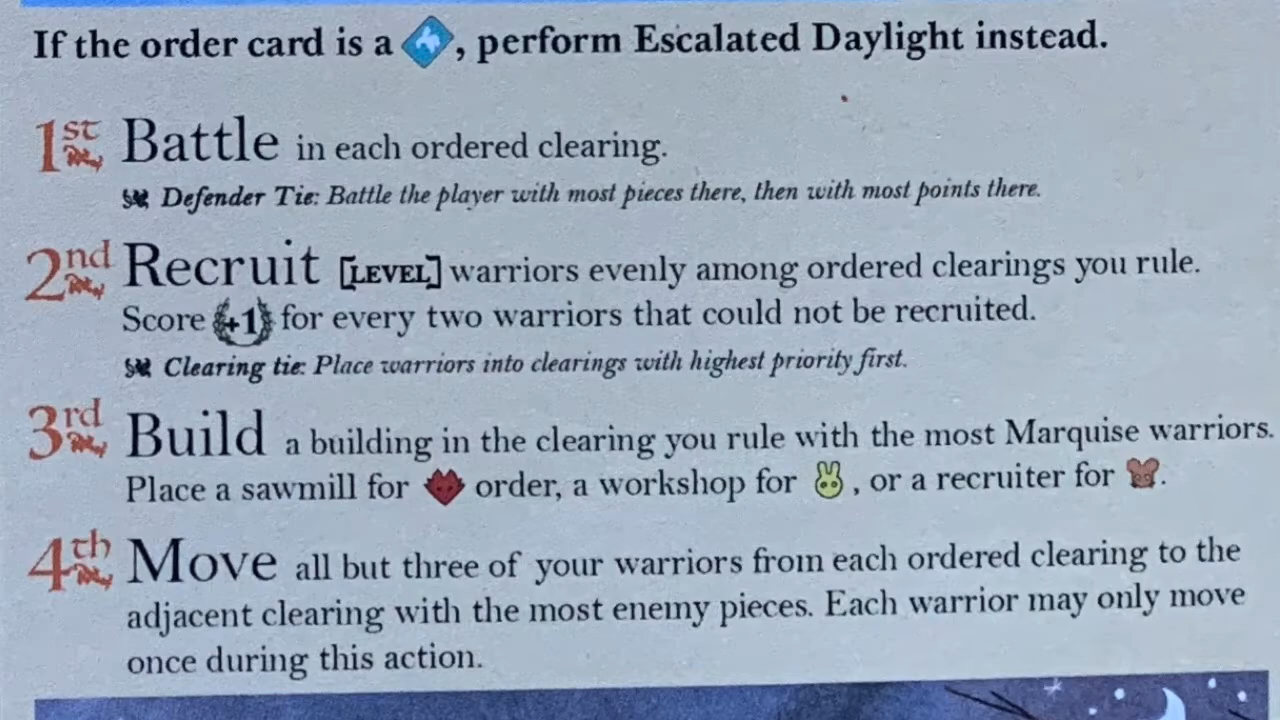 If the order card is a , perform Escalated Daylight instead.
1st Battle in each ordered clearing.
Defender Tie: Battle the player with most pieces there, then with most points there.
2nd Recruit [LEVEL] warriors evenly among ordered clearings you rule.
Score +1 for every two warriors that could not be recruited.
Clearing tie: Place warriors into clearings with highest priority first.
3rd Build a building in the clearing you rule with the most Marquise warriors.
Place a sawmill for order, a workshop for , or a recruiter for .
4th Move all but three of your warriors from each ordered clearing to the
adjacent clearing with the most enemy pieces. Each warrior may only move
once during this action.